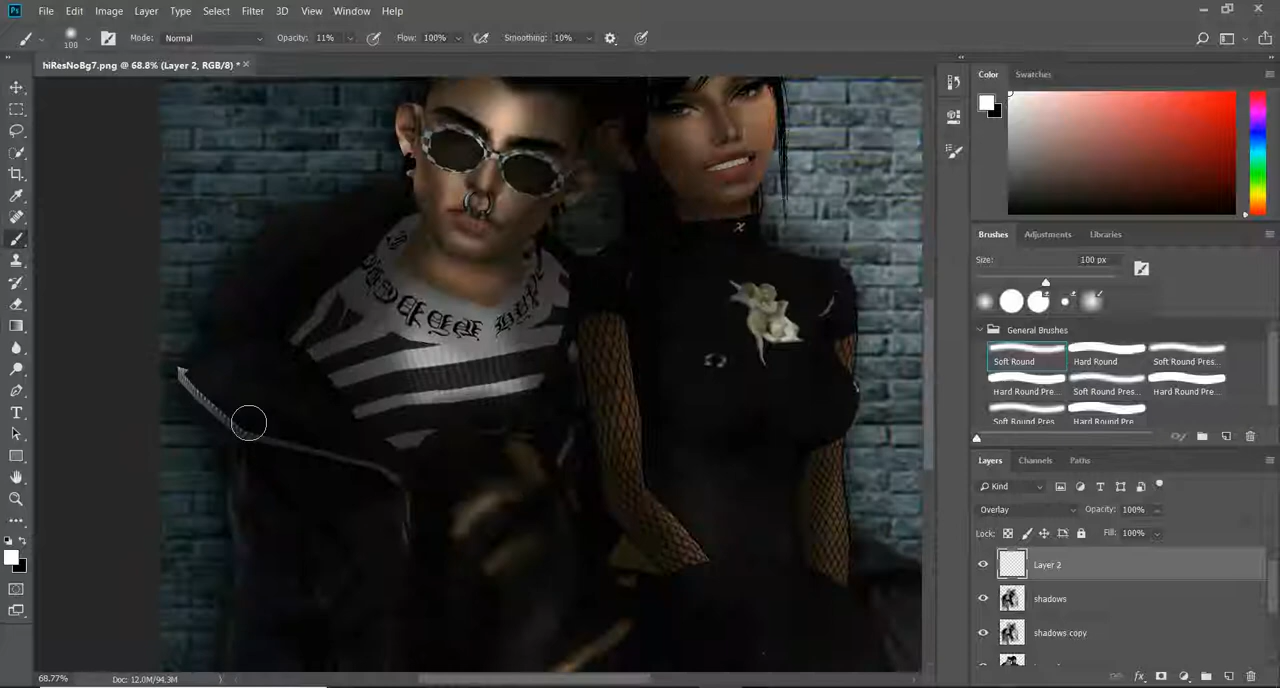 Ps File Edit Image Layer Type Select Filter 3D View Window Help
100 Mode: Normal Opacity: 11% Flow: 100% Smoothing: 10%
hiResNoBg7.png @ 68.8% (Layer 2, RGB/8) *
Color Swatches
Brushes Adjustments Libraries
Size: 100 px
General Brushes
Soft Round Hard Round Soft Round Pres...
Hard Round Pre... Soft Round Pres... Hard Round Pre...
Soft Round Pres... Hard Round Pre...
Layers Channels Paths
Kind
Overlay Opacity: 100%
Lock: Fill: 100%
Layer 2
shadows
shadows copy
68.77% Doc: 12.0M/94.3M